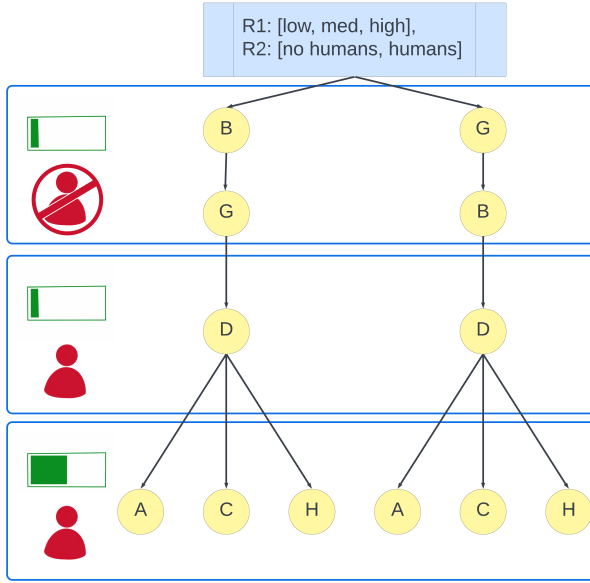 R1: [low, med, high],
R2: [no humans, humans]
B
G
G
B
D
D
A
C
H
A
C
H